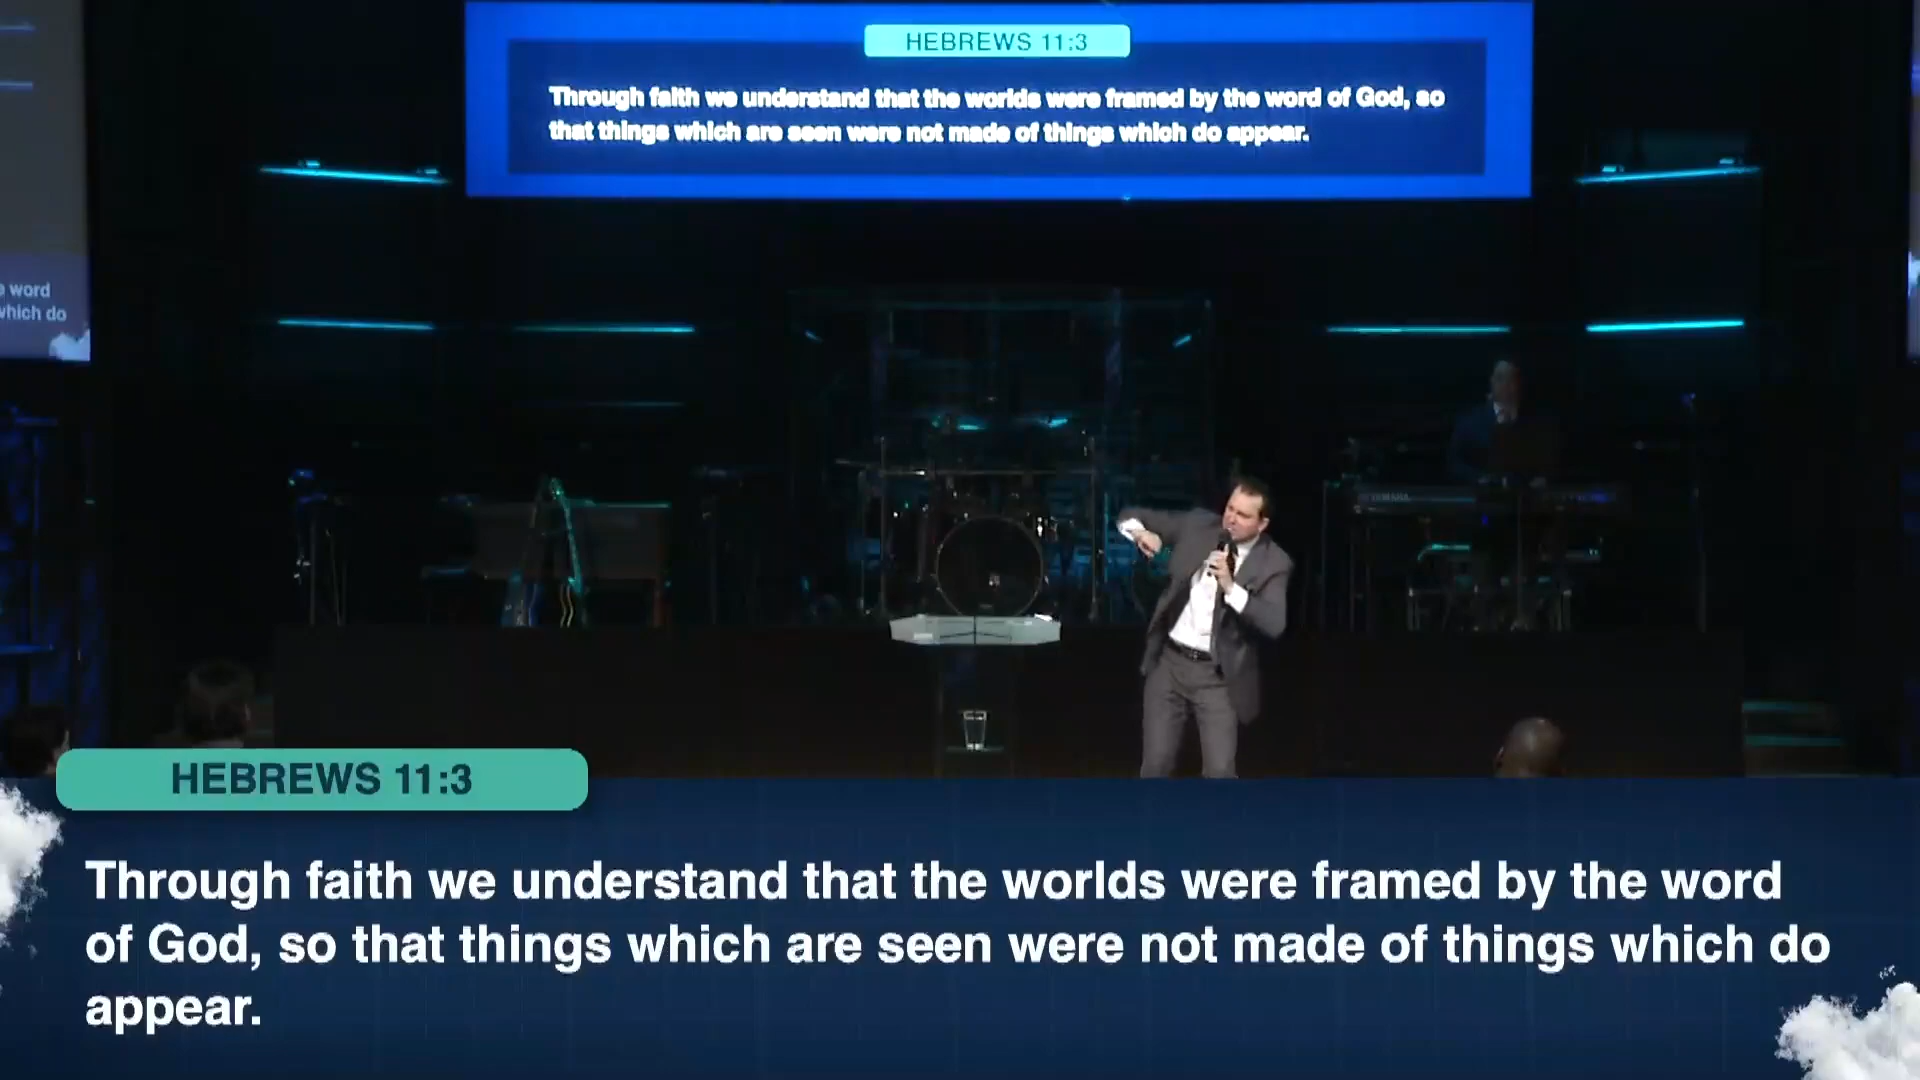 HEBREWS 11:3
Through faith we understand that the worlds were framed by the word of God, so
that things which are seen were not made of things which do appear.
word
which do
YAMAHA
HEBREWS 11:3
Through faith we understand that the worlds were framed by the word
of God, so that things which are seen were not made of things which do
appear.